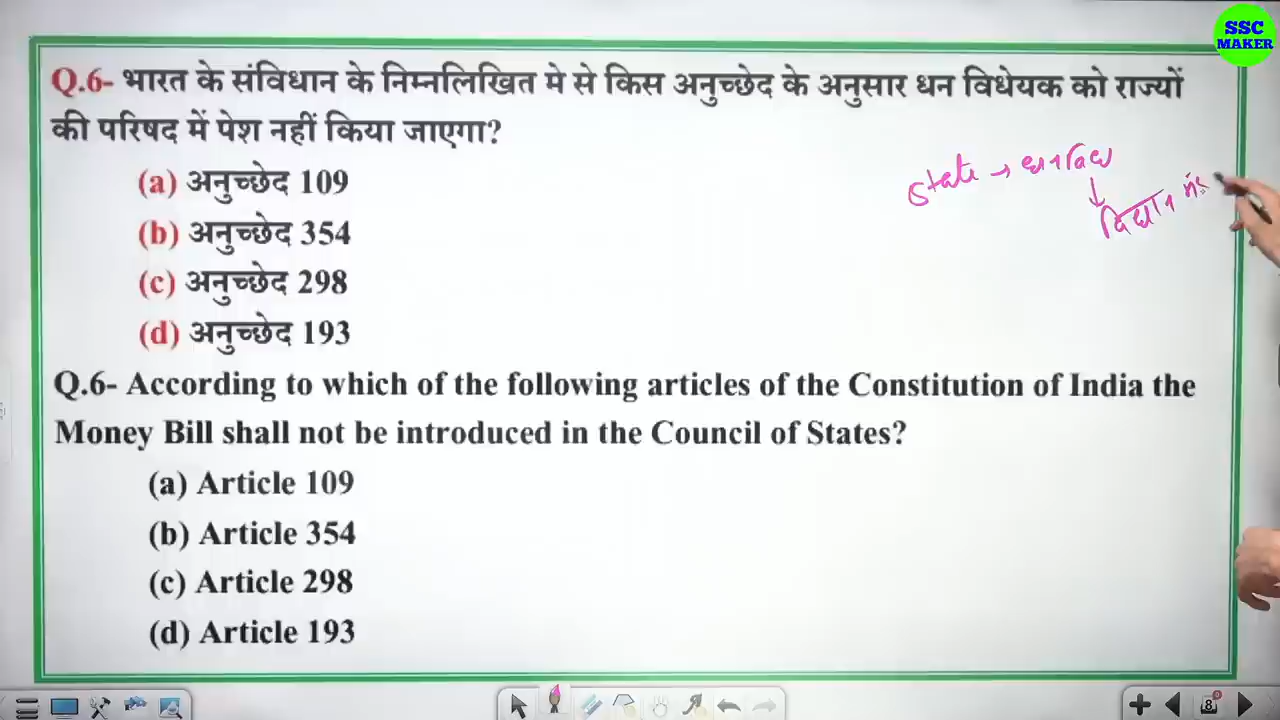 SSC
MAKER
Q.6- भारत के संविधान के निम्नलिखित मे से किस अनुच्छेद के अनुसार धन विधेयक को राज्यों
की परिषद में पेश नहीं किया जाएगा?
(a) अनुच्छेद 109
(b) अनुच्छेद 354
(c) अनुच्छेद 298
(d) अनुच्छेद 193
State →
↓
विधान
Q.6- According to which of the following articles of the Constitution of India the
Money Bill shall not be introduced in the Council of States?
(a) Article 109
(b) Article 354
(c) Article 298
(d) Article 193
8